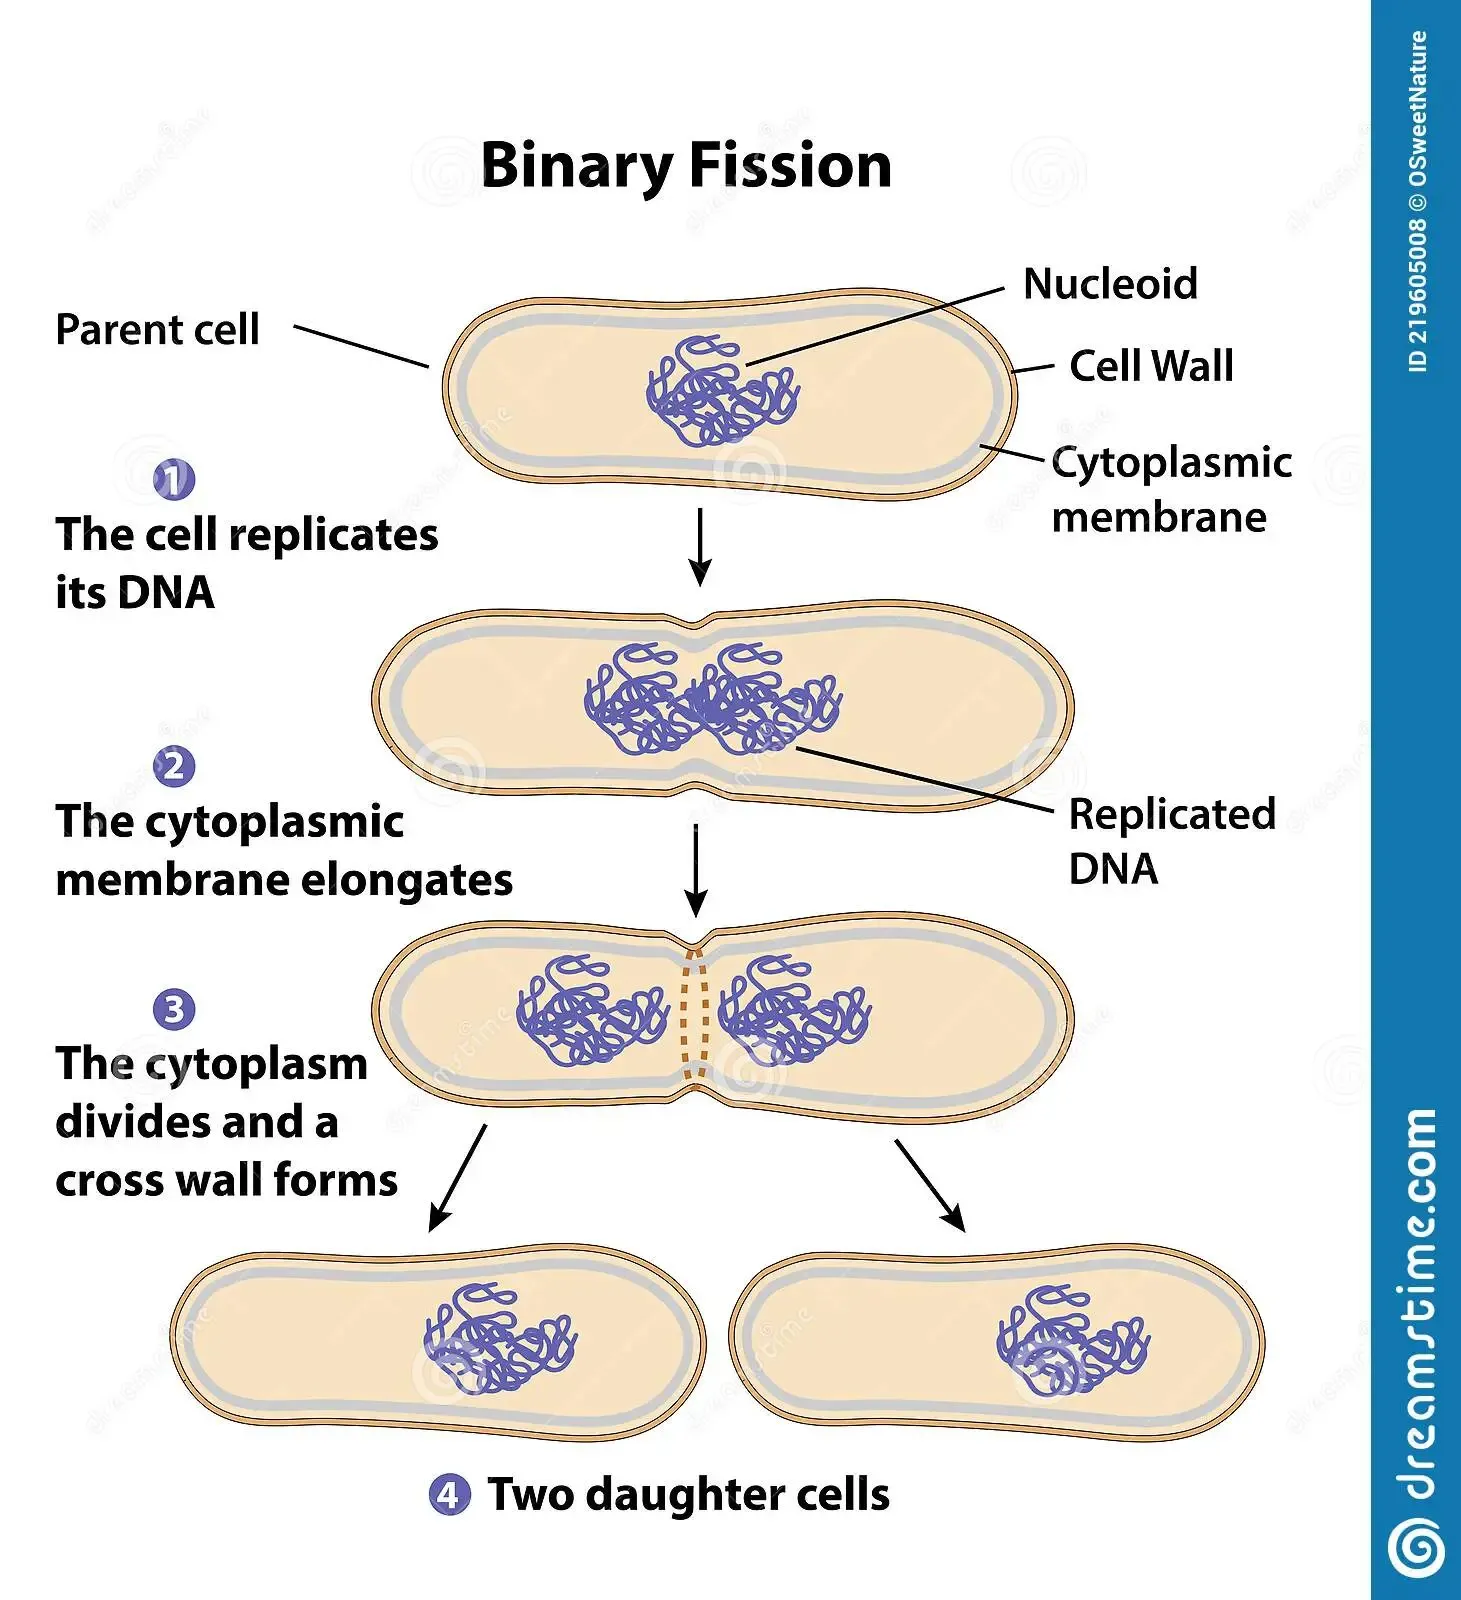 Binary Fission
Parent cell
Nucleoid
Cell Wall
Cytoplasmic
membrane
1
The cell replicates
its DNA
2
The cytoplasmic
membrane elongates
Replicated
DNA
3
The cytoplasm
divides and a
cross wall forms
4 Two daughter cells
ID 219605008 © OSweetNature
dreamstime.com